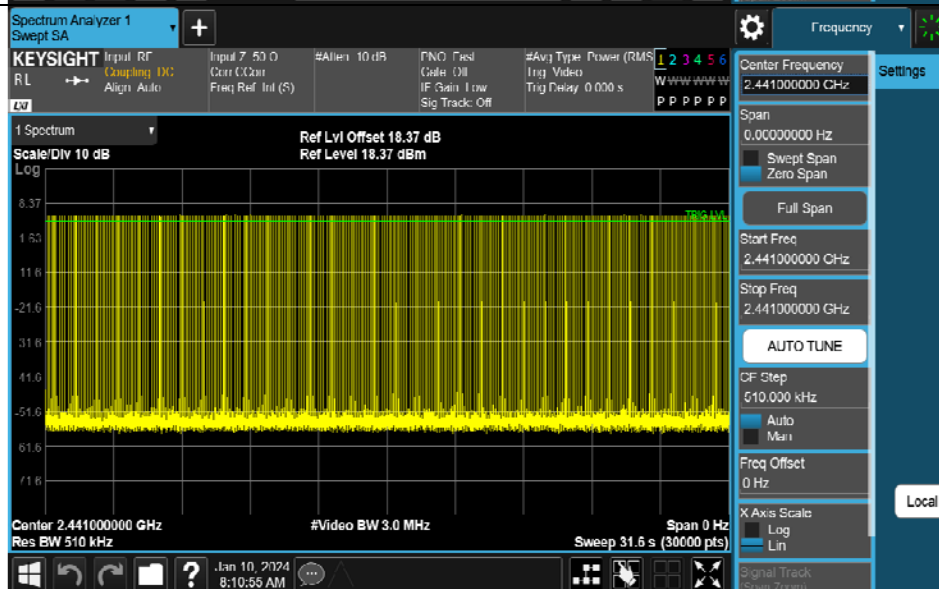 Spectrum Analyzer 1
Swept SA
+
Frequency
KEYSIGHT
RL
LXI
Input: RF
Coupling: DC
Align: Auto
Input Z: 50 Ω
Corr CCorr
Freq Ref: Int (S)
#Atten: 10 dB
PNO: Fast
Gate: Off
IF Gain: Low
Sig Track: Off
#Avg Type: Power (RMS
Trig: Video
Trig Delay: 0.000 s
1 2 3 4 5 6
W W W W W W
P P P P P P
Center Frequency
2.441000000 GHz
Settings
Span
0.00000000 Hz
Swept Span
Zero Span
Full Span
Start Freq
2.441000000 GHz
Stop Freq
2.441000000 GHz
AUTO TUNE
CF Step
510.000 kHz
Auto
Man
Freq Offset
0 Hz
X Axis Scale
Log
Lin
Signal Track
(Span Zoom)
Local
1 Spectrum
Scale/Div 10 dB
Log
Ref Lvl Offset 18.37 dB
Ref Level 18.37 dBm
TRIG LVL
8.37
1.63
11.6
-21.6
31.6
41.6
-51.6
61.6
71.6
Center 2.441000000 GHz
Res BW 510 kHz
#Video BW 3.0 MHz
Span 0 Hz
Sweep 31.6 s (30000 pts)
?
Jan 10, 2024
8:10:55 AM